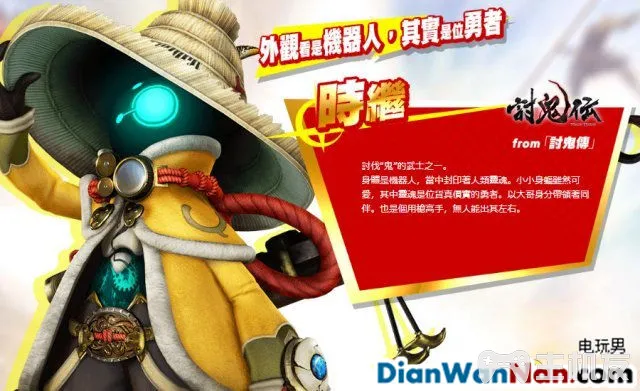 外觀看是機器人，其實是位勇者
時繼
討鬼伝
from「討鬼傳」
討伐"鬼"的武士之一。
身體是機器人，當中封印著人類靈魂。小小身軀雖然可
愛，其中靈魂是位貨真價實的勇者。以大哥身分帶領著同
伴。也是個用槍高手，無人能出其左右。
电玩男
DianWanNan.com